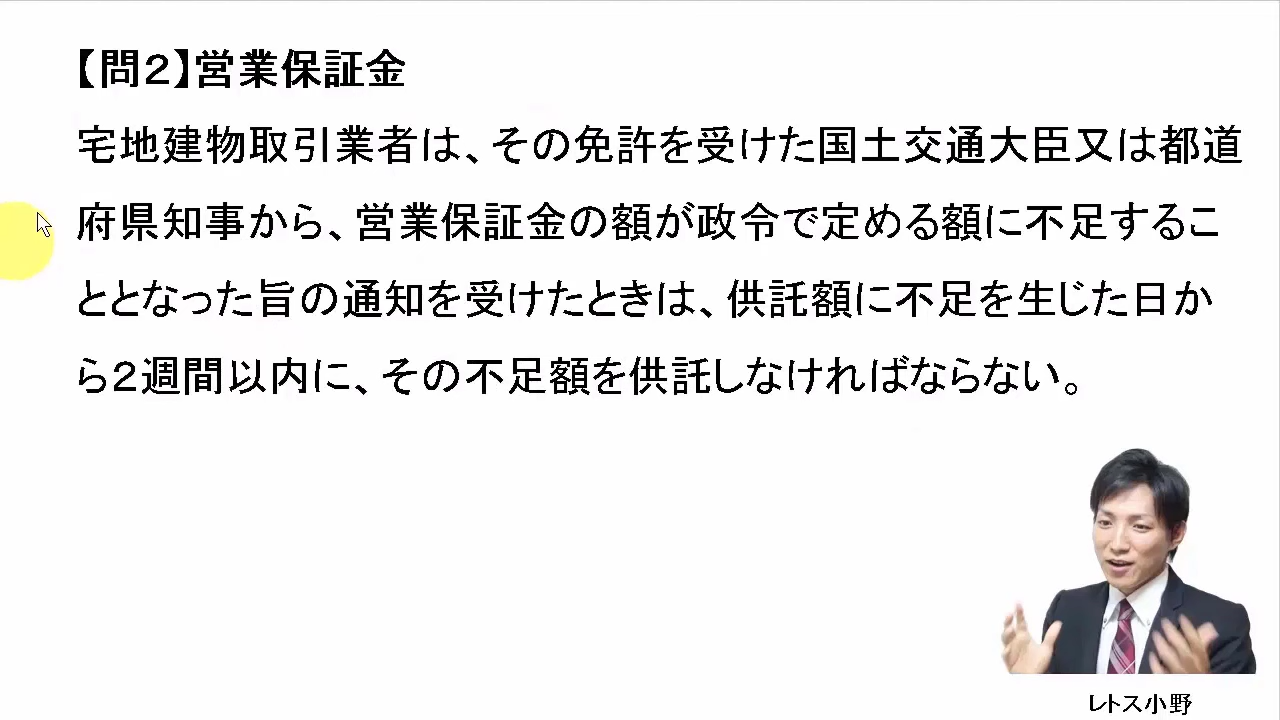 【問２】営業保証金
宅地建物取引業者は、その免許を受けた国土交通大臣又は都道
府県知事から、営業保証金の額が政令で定める額に不足するこ
ととなった旨の通知を受けたときは、供託額に不足を生じた日か
ら２週間以内に、その不足額を供託しなければならない。
レトス小野